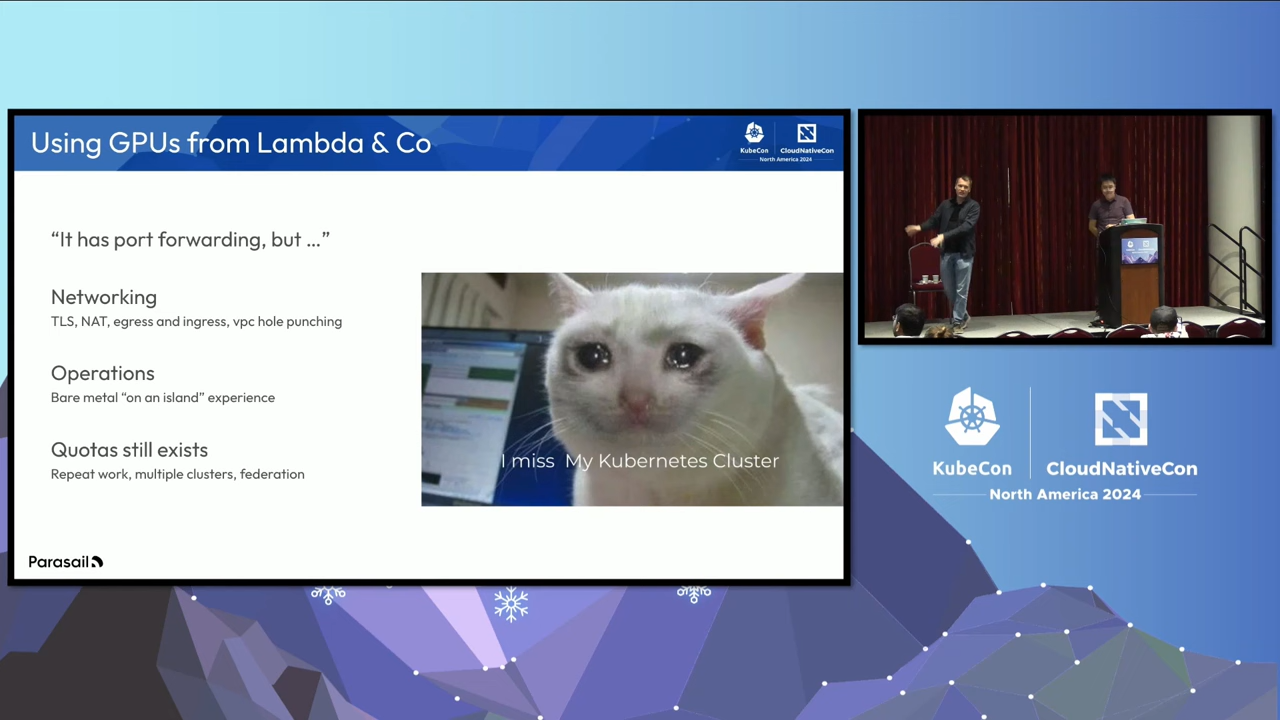 Using GPUs from Lambda & Co
KubeCon
CloudNativeCon
North America 2024
“It has port forwarding, but ...”
Networking
TLS, NAT, egress and ingress, vpc hole punching
Operations
Bare metal “on an island” experience
Quotas still exists
Repeat work, multiple clusters, federation
I miss My Kubernetes Cluster
Parasail
KubeCon
CloudNativeCon
North America 2024